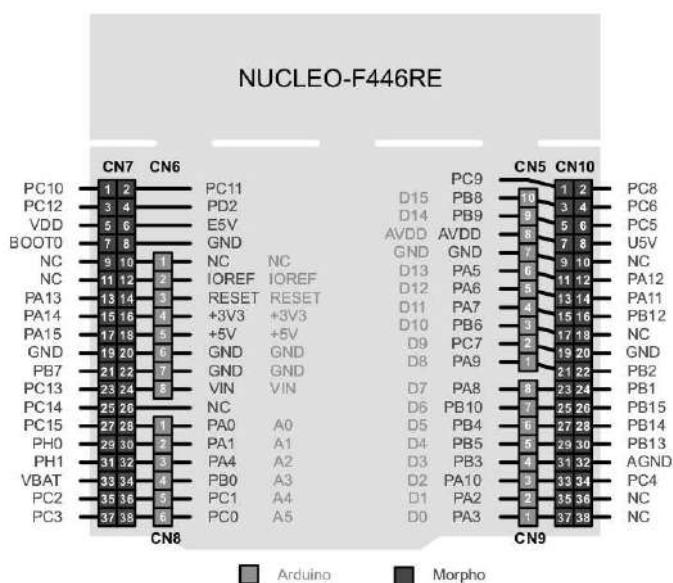 NUCLEO-F446RE
CN7 CN6 CN5 CN10
PC9
PC10 1 2 PC11 D15 PB8 10 1 2 PC8
PC12 3 4 PD2 D14 PB9 9 3 4 PC6
VDD 5 6 E5V AVDD AVDD 8 5 6 PC5
BOOT0 7 8 GND GND GND 7 7 8 U5V
NC 9 10 1 NC NC D13 PA5 6 9 10 NC
NC 11 12 2 IOREF IOREF D12 PA6 5 11 12 PA12
PA13 13 14 3 RESET RESET D11 PA7 4 13 14 PA11
PA14 15 16 4 +3V3 +3V3 D10 PB6 3 15 16 PB12
PA15 17 18 5 +5V +5V D9 PC7 2 17 18 NC
GND 19 20 6 GND GND D8 PA9 1 19 20 GND
PB7 21 22 7 GND GND 21 22 PB2
PC13 23 24 8 VIN VIN D7 PA8 8 23 24 PB1
PC14 25 26 NC D6 PB10 7 25 26 PB15
PC15 27 28 1 PA0 A0 D5 PB4 6 27 28 PB14
PH0 29 30 2 PA1 A1 D4 PB5 5 29 30 PB13
PH1 31 32 3 PA4 A2 D3 PB3 4 31 32 AGND
VBAT 33 34 4 PB0 A3 D2 PA10 3 33 34 PC4
PC2 35 36 5 PC1 A4 D1 PA2 2 35 36 NC
PC3 37 38 6 PC0 A5 D0 PA3 1 37 38 NC
CN8 CN9
Arduino Morpho